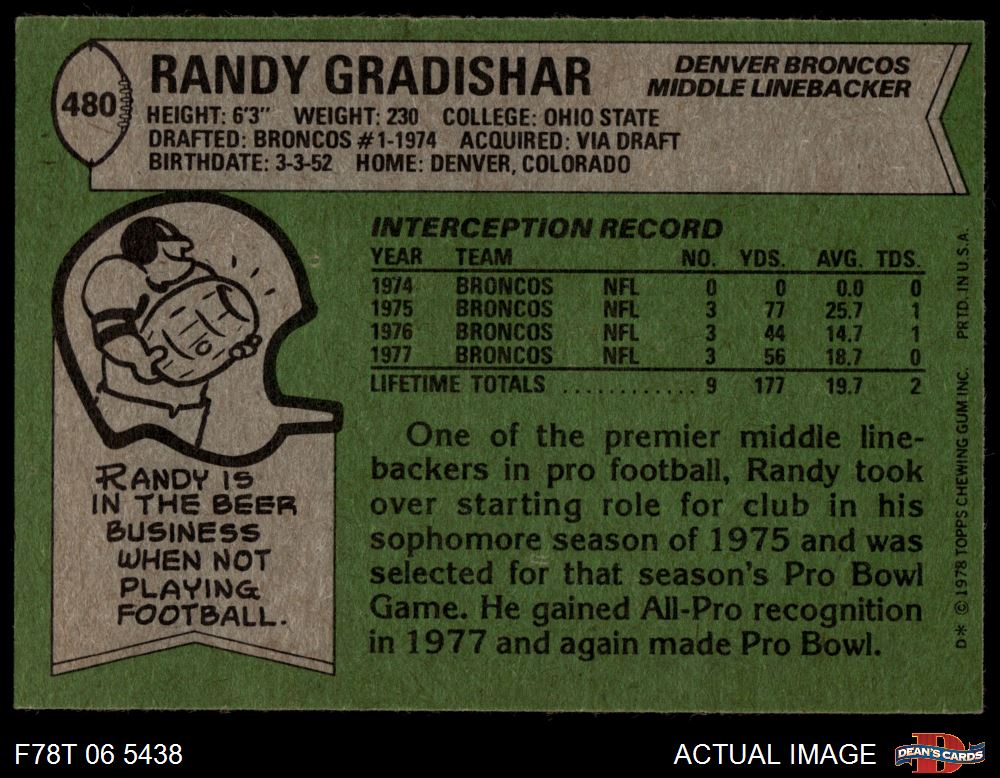 480
RANDY GRADISHAR
DENVER BRONCOS
MIDDLE LINEBACKER
HEIGHT: 6'3" WEIGHT: 230 COLLEGE: OHIO STATE
DRAFTED: BRONCOS #1-1974 ACQUIRED: VIA DRAFT
BIRTHDATE: 3-3-52 HOME: DENVER, COLORADO
INTERCEPTION RECORD
YEAR TEAM NO. YDS. AVG. TDS.
1974 BRONCOS NFL 0 0 0.0 0
1975 BRONCOS NFL 3 77 25.7 1
1976 BRONCOS NFL 3 44 14.7 1
1977 BRONCOS NFL 3 56 18.7 0
LIFETIME TOTALS ............ 9 177 19.7 2
One of the premier middle line-
backers in pro football, Randy took
over starting role for club in his
sophomore season of 1975 and was
selected for that season's Pro Bowl
Game. He gained All-Pro recognition
in 1977 and again made Pro Bowl.
RANDY IS
IN THE BEER
BUSINESS
WHEN NOT
PLAYING
FOOTBALL.
D* © 1978 TOPPS CHEWING GUM INC. PRTD. IN U.S.A.
F78T 06 5438
ACTUAL IMAGE
DEAN'S CARDS